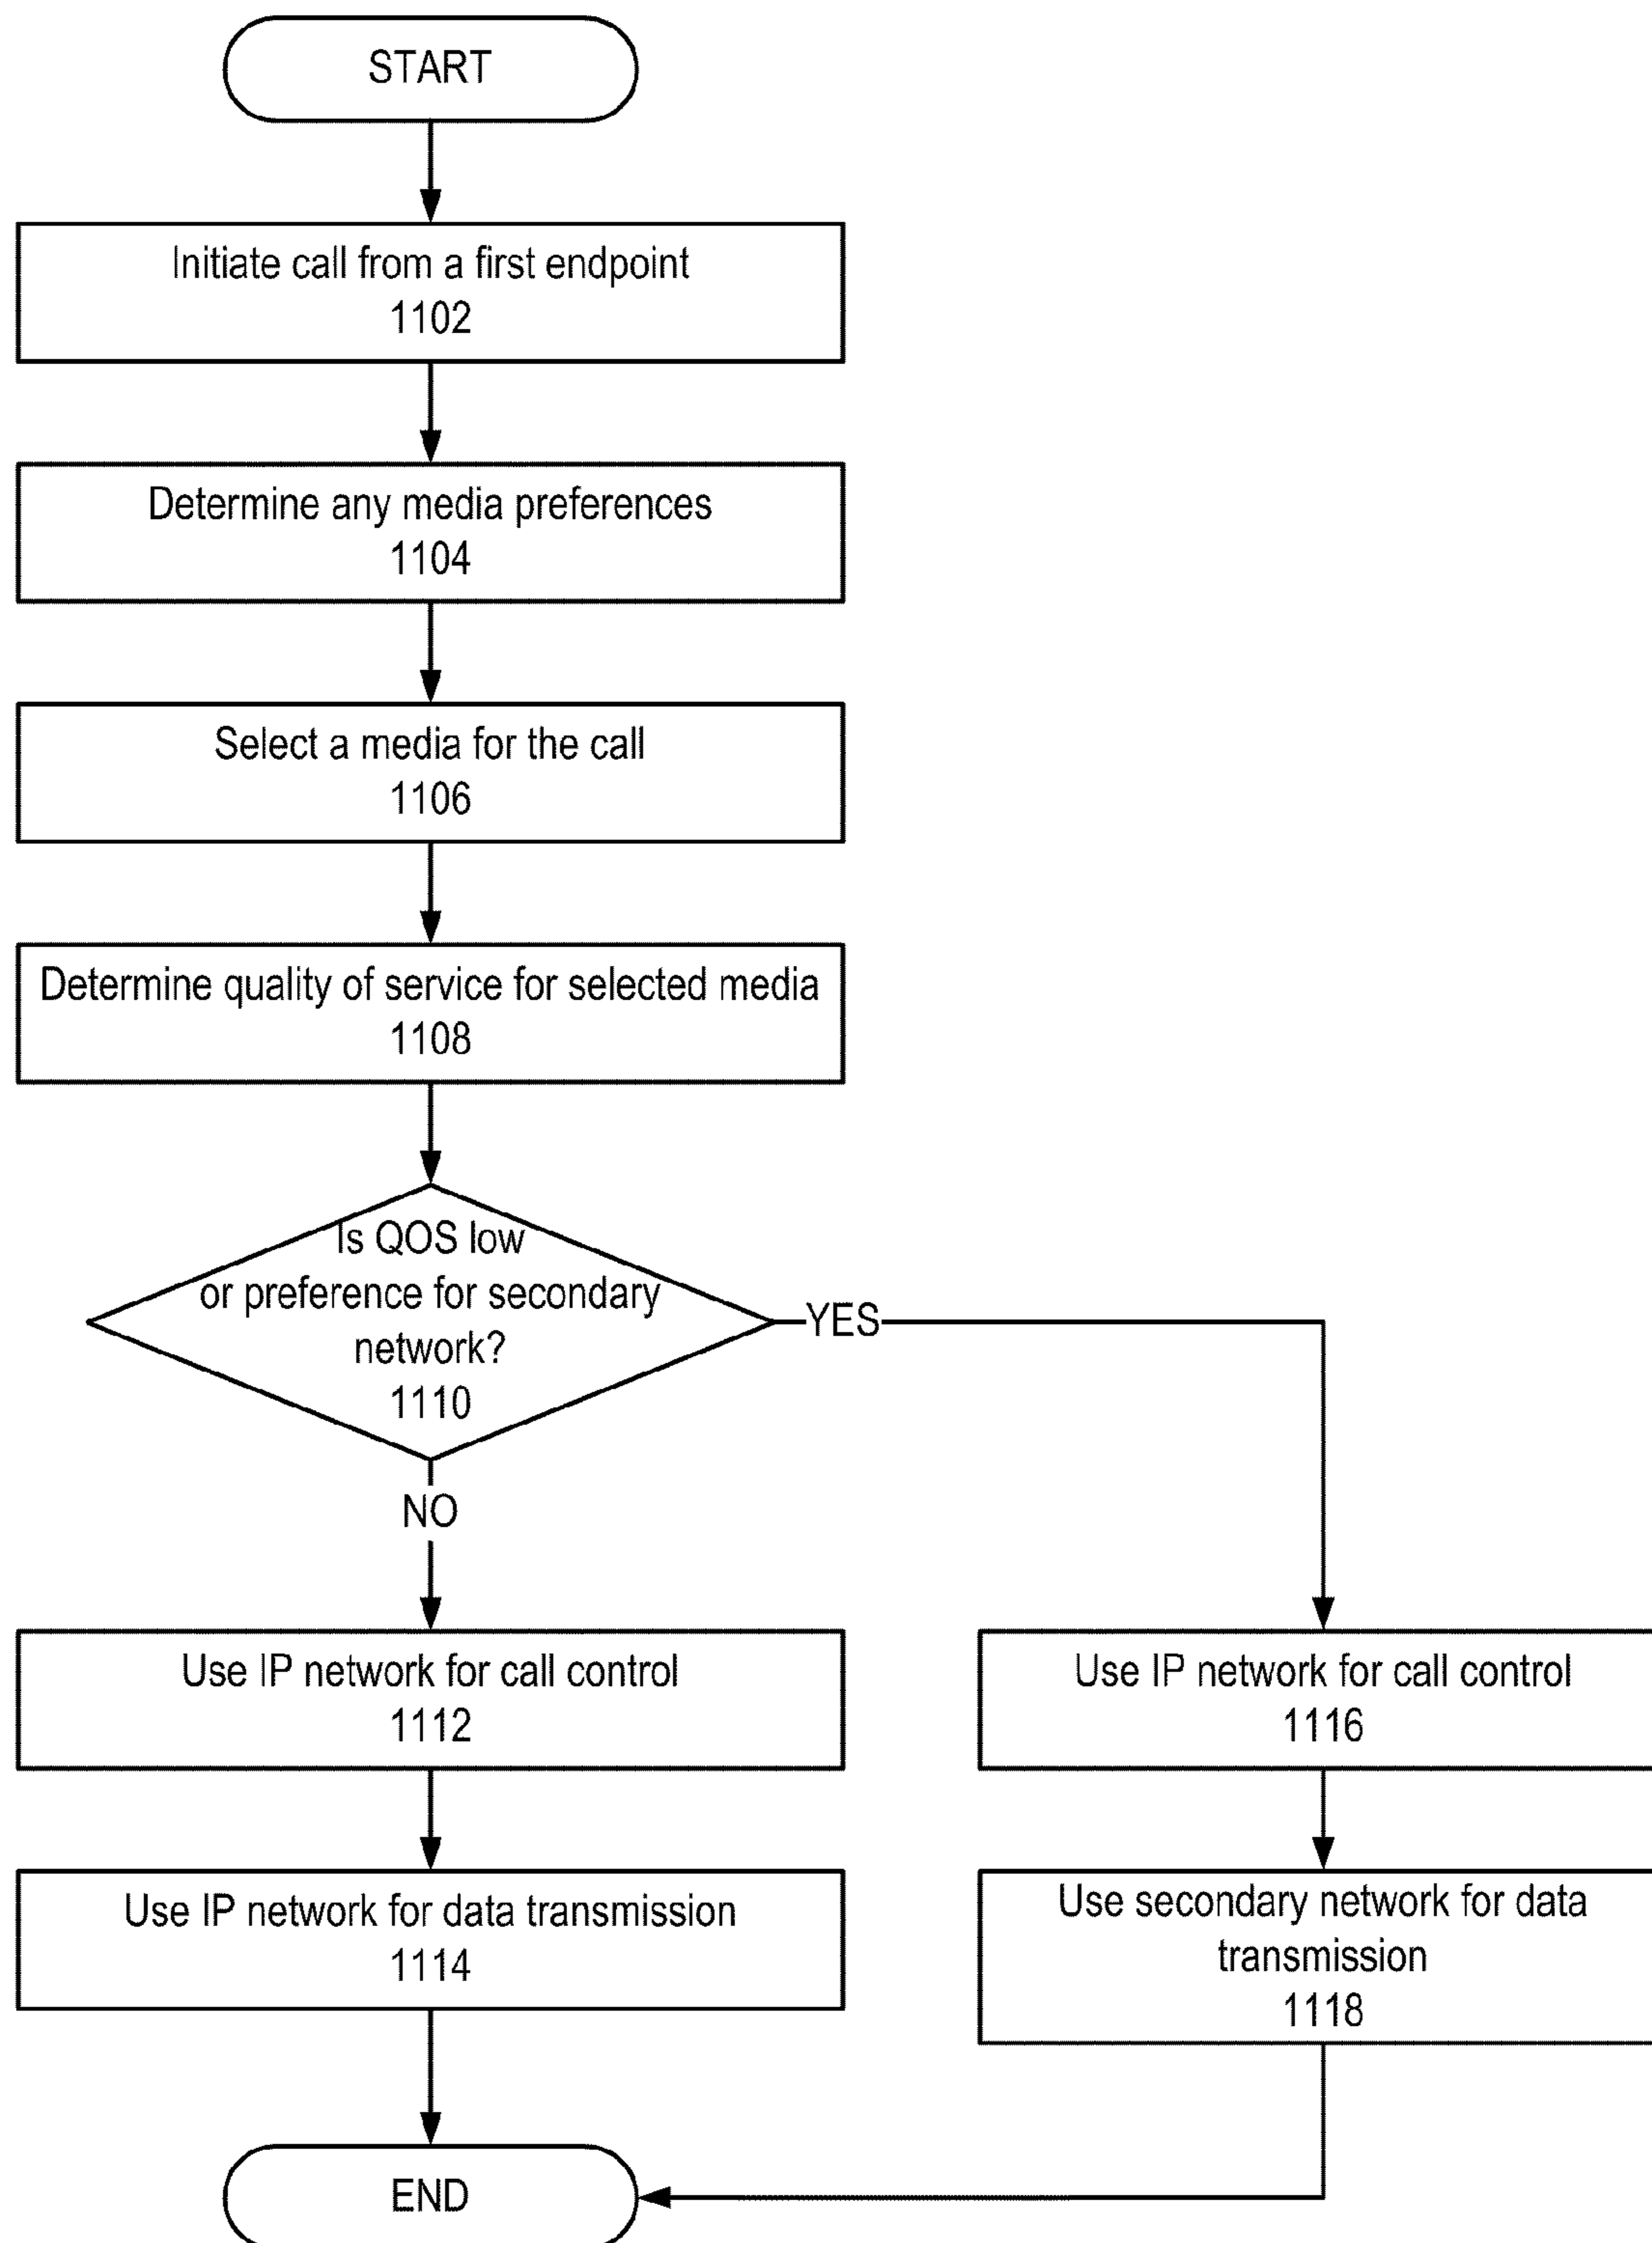 START
Initiate call from a first endpoint
1102
Determine any media preferences
1104
Select a media for the call
1106
Determine quality of service for selected media
1108
Is QOS low
or preference for secondary
network?
1110
YES
NO
Use IP network for call control
1112
Use IP network for data transmission
1114
Use IP network for call control
1116
Use secondary network for data
transmission
1118
END